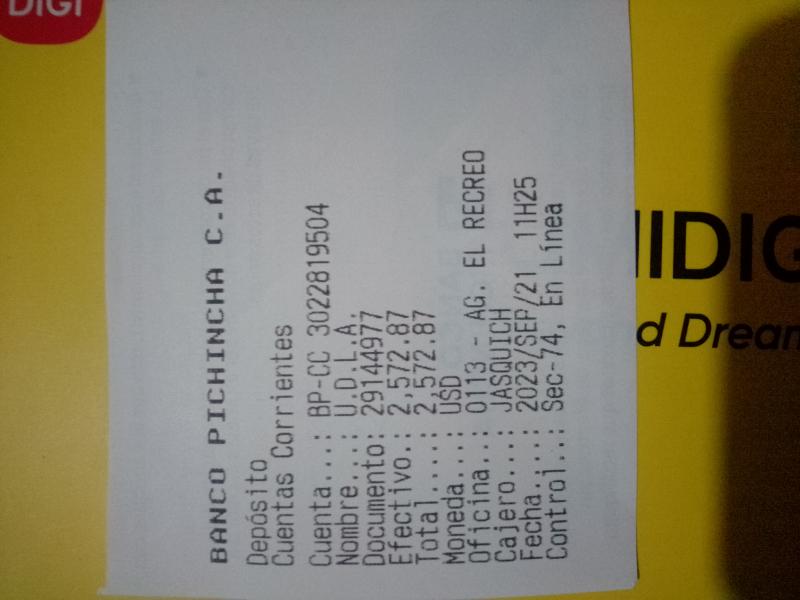 DIGI
BANCO PICHINCHA C.A.
Depósito
Cuentas Corrientes
Cuenta...: BP-CC 3022819504
Nombre...: U.D.L.A.
Documento: 29144977
Efectivo.: 2,572.87
Total....: 2,572.87
Moneda...: USD
Oficina..: 0113 - AG. EL RECREO
Cajero...: JASQUICH
Fecha....: 2023/SEP/21 11H25
Control..: Sec-74, En Línea
IIDIG
d Dream